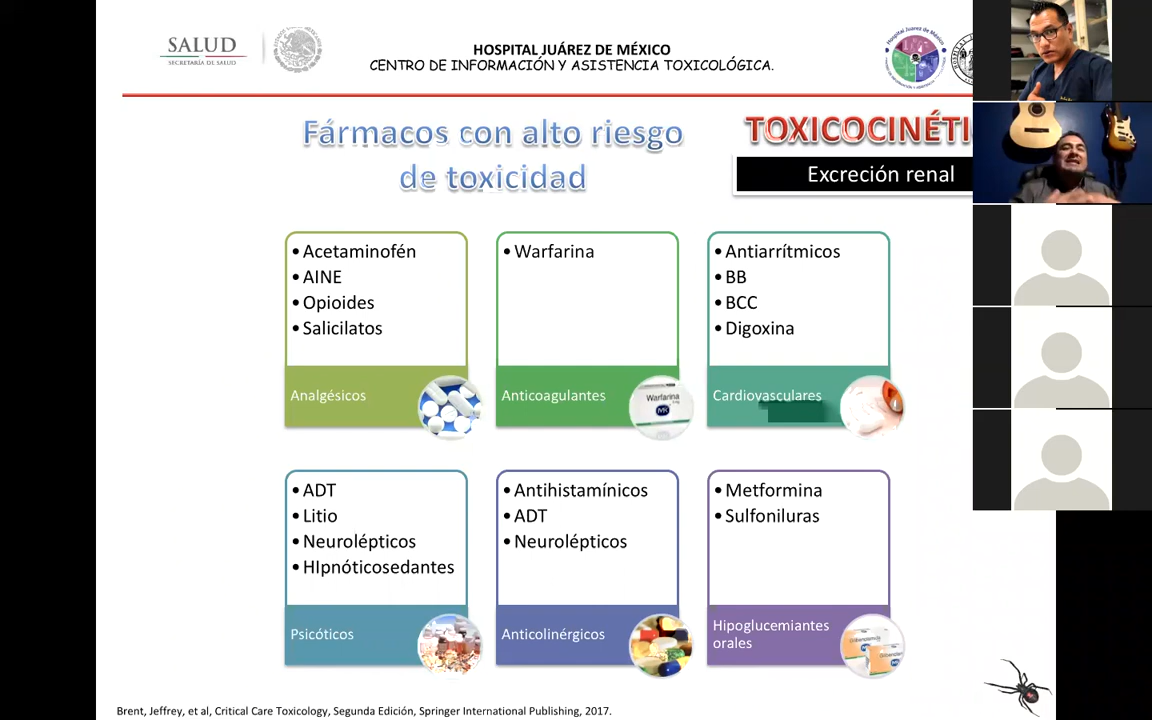 SALUD
SECRETARÍA DE SALUD
HOSPITAL JUÁREZ DE MÉXICO
CENTRO DE INFORMACIÓN Y ASISTENCIA TOXICOLÓGICA.
Fármacos con alto riesgo
de toxicidad
TOXICOCINÉTI
Excreción renal
• Acetaminofén
• AINE
• Opioides
• Salicilatos
Analgésicos
• Warfarina
Anticoagulantes
Warfarina
MK
• Antiarrítmicos
• BB
• BCC
• Digoxina
Cardiovasculares
• ADT
• Litio
• Neurolépticos
• HIpnóticosedantes
Psicóticos
• Antihistamínicos
• ADT
• Neurolépticos
Anticolinérgicos
• Metformina
• Sulfoniluras
Hipoglucemiantes
orales
Brent, Jeffrey, et al, Critical Care Toxicology, Segunda Edición, Springer International Publishing, 2017.